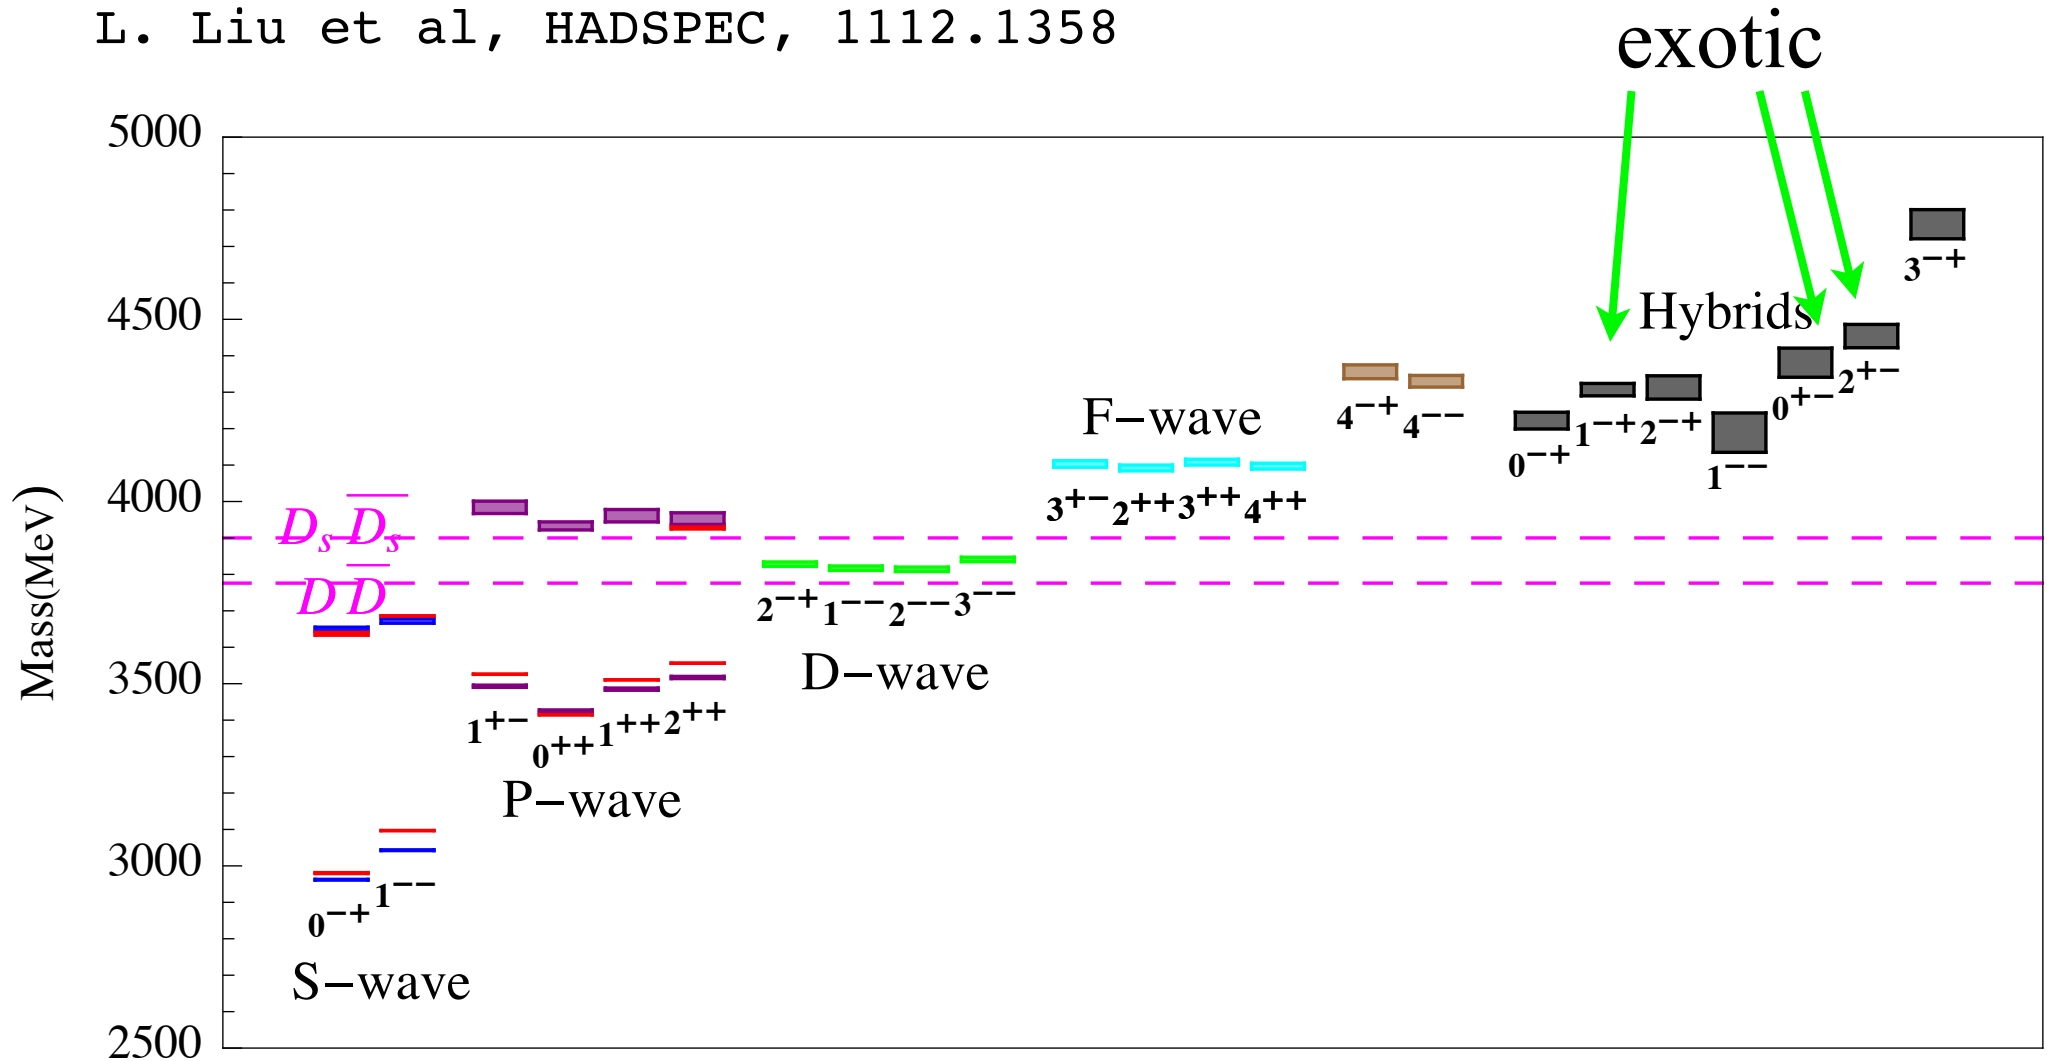 L. Liu et al, HADSPEC, 1112.1358
exotic
5000
4500
4000
3500
3000
2500
Mass(MeV)
3⁻⁺
Hybrids
2⁺⁻
0⁺⁻
F−wave
4⁻⁺ 4⁻⁻
1⁻⁺ 2⁻⁺
0⁻⁺
1⁻⁻
3⁺⁻ 2⁺⁺ 3⁺⁺ 4⁺⁺
Dₛ D̅ₛ
D D̅
2⁻⁺ 1⁻⁻ 2⁻⁻ 3⁻⁻
D−wave
1⁺⁻ 0⁺⁺ 1⁺⁺ 2⁺⁺
P−wave
0⁻⁺ 1⁻⁻
S−wave